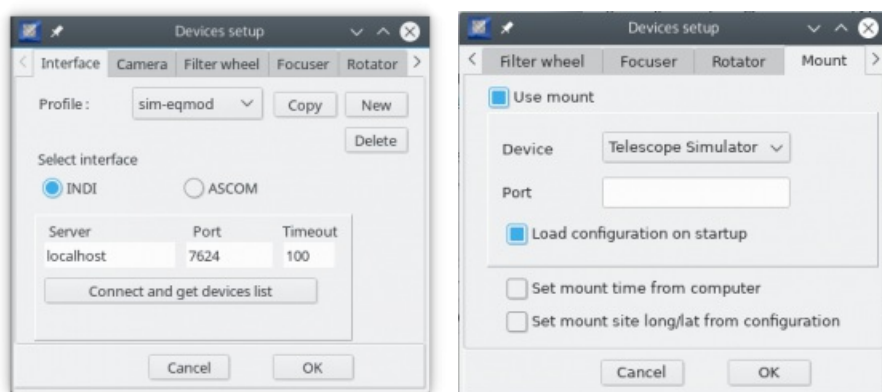 Devices setup
Interface Camera Filter wheel Focuser Rotator
Profile : sim-eqmod Copy New
Delete
Select interface
INDI ASCOM
Server Port Timeout
localhost 7624 100
Connect and get devices list
Cancel OK
Devices setup
Filter wheel Focuser Rotator Mount
Use mount
Device Telescope Simulator
Port
Load configuration on startup
Set mount time from computer
Set mount site long/lat from configuration
Cancel OK